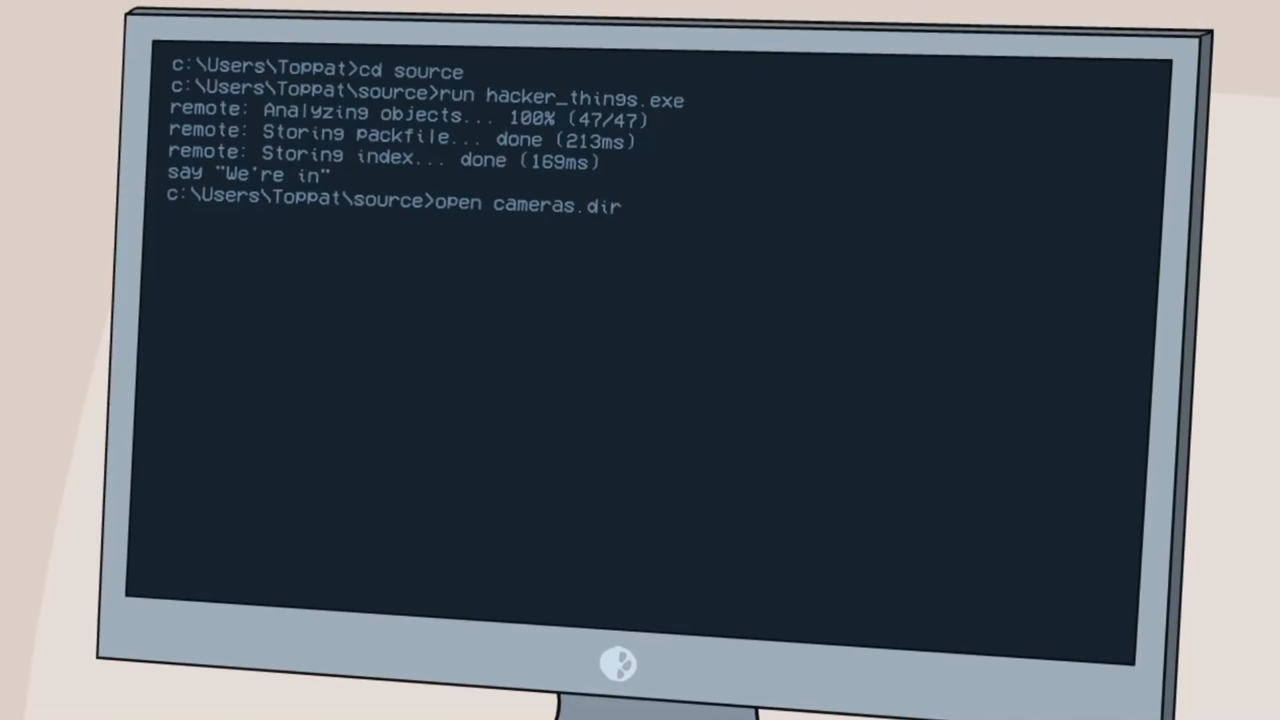 c:\Users\Toppat>cd source
c:\Users\Toppat\source>run hacker_things.exe
remote: Analyzing objects... 100% (47/47)
remote: Storing packfile... done (213ms)
remote: Storing index... done (169ms)
say "We're in"
c:\Users\Toppat\source>open cameras.dir